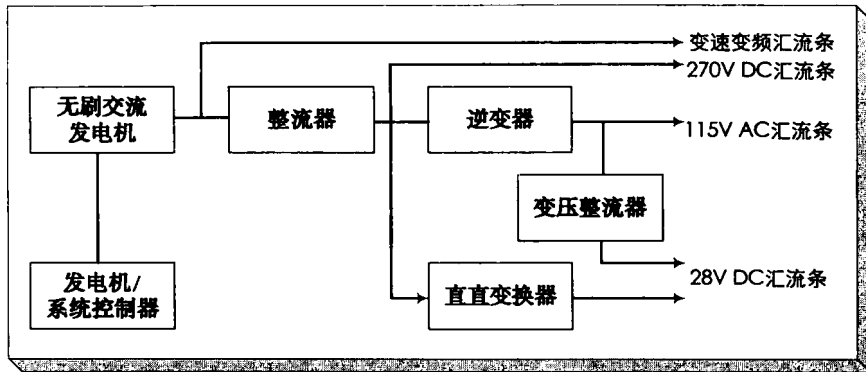 变速变频汇流条
270V DC汇流条
无刷交流
发电机
整流器
逆变器
115V AC汇流条
变压整流器
发电机/
系统控制器
直直变换器
28V DC汇流条